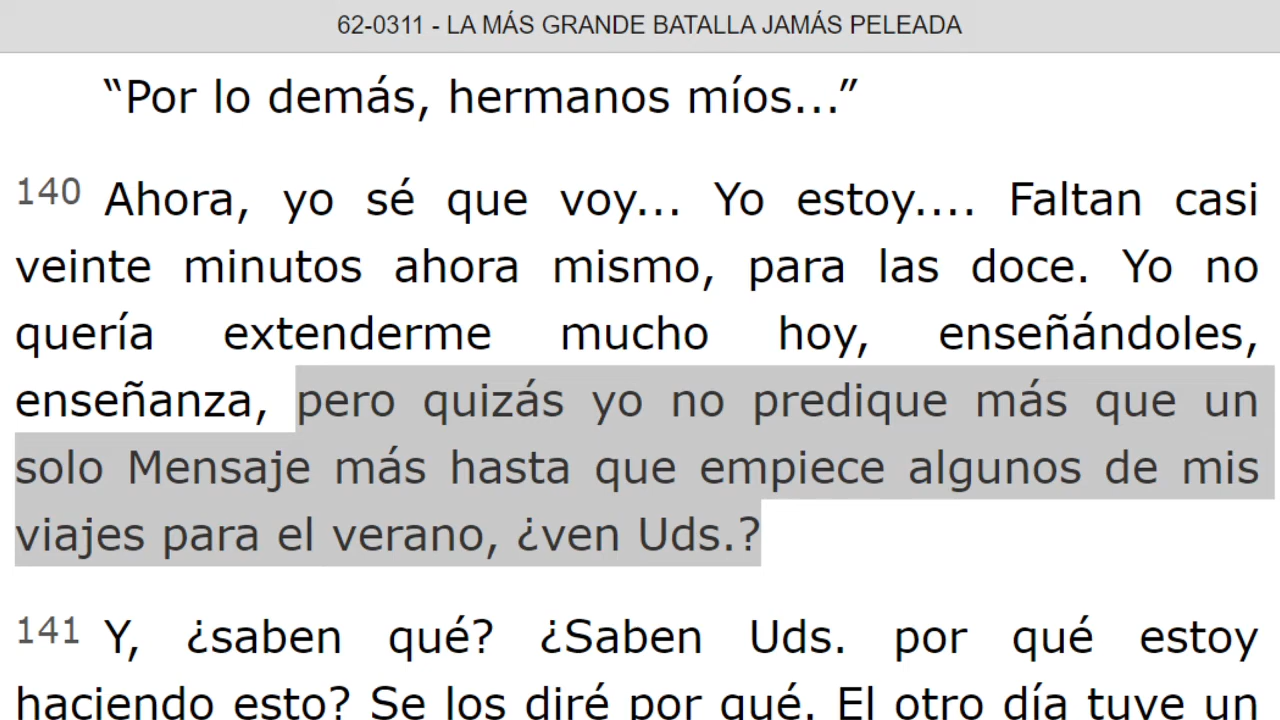 62-0311 - LA MÁS GRANDE BATALLA JAMÁS PELEADA
“Por lo demás, hermanos míos...”
140 Ahora, yo sé que voy... Yo estoy.... Faltan casi
veinte minutos ahora mismo, para las doce. Yo no
quería extenderme mucho hoy, enseñándoles,
enseñanza, pero quizás yo no predique más que un
solo Mensaje más hasta que empiece algunos de mis
viajes para el verano, ¿ven Uds.?
141 Y, ¿saben qué? ¿Saben Uds. por qué estoy
haciendo esto? Se los diré por qué. El otro día tuve un